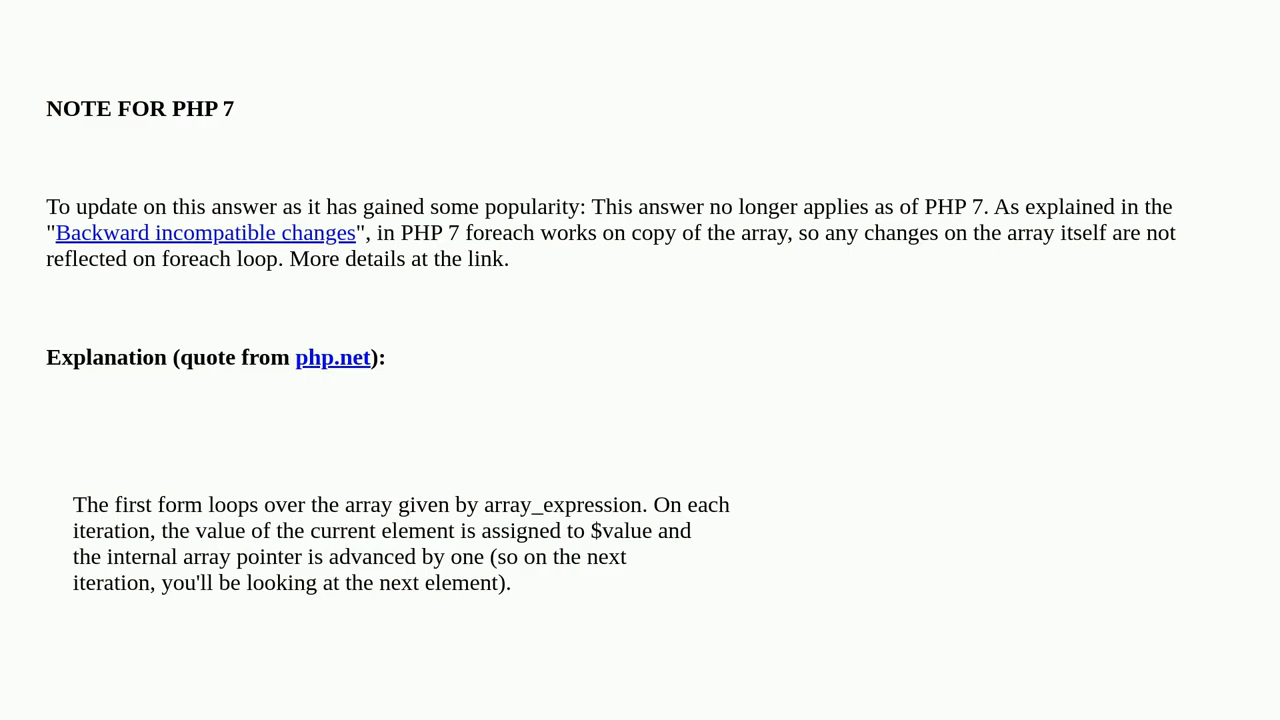 NOTE FOR PHP 7
To update on this answer as it has gained some popularity: This answer no longer applies as of PHP 7. As explained in the
"Backward incompatible changes", in PHP 7 foreach works on copy of the array, so any changes on the array itself are not
reflected on foreach loop. More details at the link.
Explanation (quote from php.net):
The first form loops over the array given by array_expression. On each
iteration, the value of the current element is assigned to $value and
the internal array pointer is advanced by one (so on the next
iteration, you'll be looking at the next element).